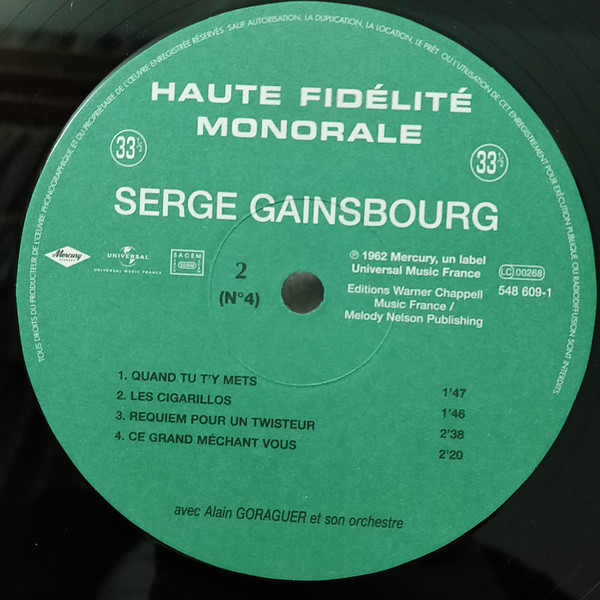 TOUS DROITS DU PRODUCTEUR DE L'ŒUVRE PHONOGRAPHIQUE ET DU PROPRIÉTAIRE DE L'ŒUVRE ENREGISTRÉE RÉSERVÉS. SAUF AUTORISATION, LA DUPLICATION, LA LOCATION, LE PRÊT OU L'UTILISATION DE CET ENREGISTREMENT POUR EXÉCUTION PUBLIQUE OU RADIODIFFUSION SONT INTERDITS
HAUTE FIDÉLITÉ
MONORALE
33⅓
33⅓
SERGE GAINSBOURG
Mercury
UNIVERSAL
UNIVERSAL MUSIC FRANCE
SACEM
2
(N°4)
℗ 1962 Mercury, un label
Universal Music France
Editions Warner Chappell
Music France /
Melody Nelson Publishing
LC 00268
548 609-1
1. QUAND TU T'Y METS 1'47
2. LES CIGARILLOS 1'46
3. REQUIEM POUR UN TWISTEUR 2'38
4. CE GRAND MÉCHANT VOUS 2'20
avec Alain GORAGUER et son orchestre